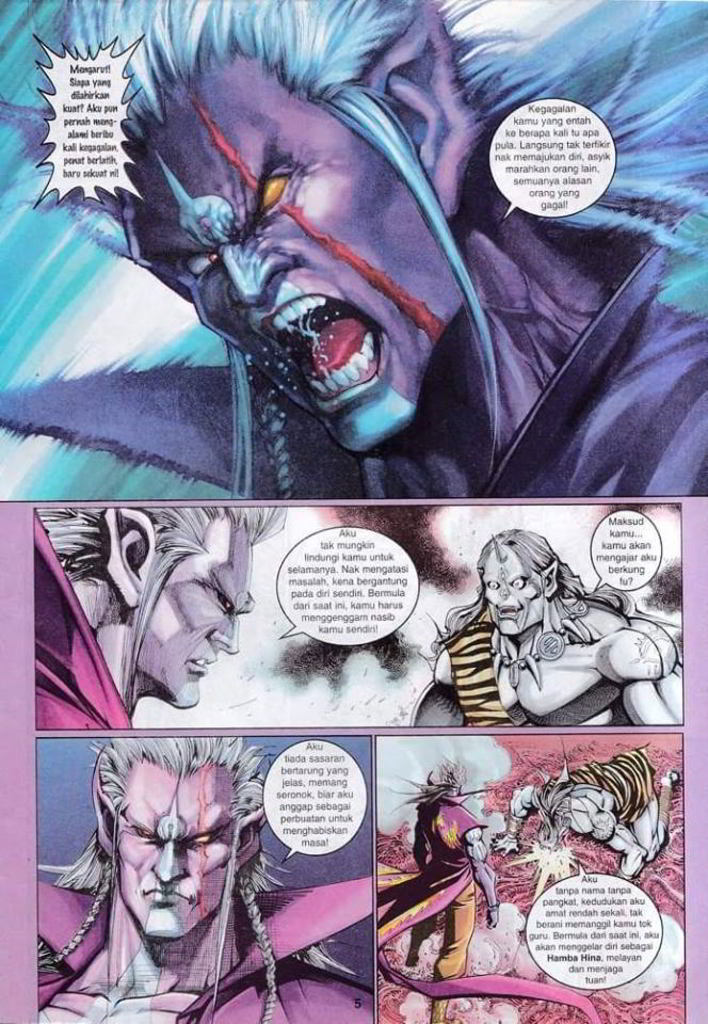 Mengarut!
Siapa yang
dilahirkan
kuat? Aku pun
pernah meng-
alami beribu
kali kegagalan,
penat berlatih,
baru sekuat ni!
Kegagalan
kamu yang entah
ke berapa kali tu apa
pula. Langsung tak terfikir
nak memajukan diri, asyik
marahkan orang lain,
semuanya alasan
orang yang
gagal!
Aku
tak mungkin
lindungi kamu untuk
selamanya. Nak mengatasi
masalah, kena bergantung
pada diri sendiri. Bermula
dari saat ini, kamu harus
menggenggam nasib
kamu sendiri!
Maksud
kamu...
kamu akan
mengajar aku
berkung
fu?
Aku
tiada sasaran
bertarung yang
jelas, memang
seronok, biar aku
anggap sebagai
perbuatan untuk
menghabiskan
masa!
Aku
tanpa nama tanpa
pangkat, kedudukan aku
amat rendah sekali, tak
berani memanggil kamu tok
guru. Bermula dari saat ini, aku
akan menggelar diri sebagai
Hamba Hina, melayan
dan menjaga
tuan!
5